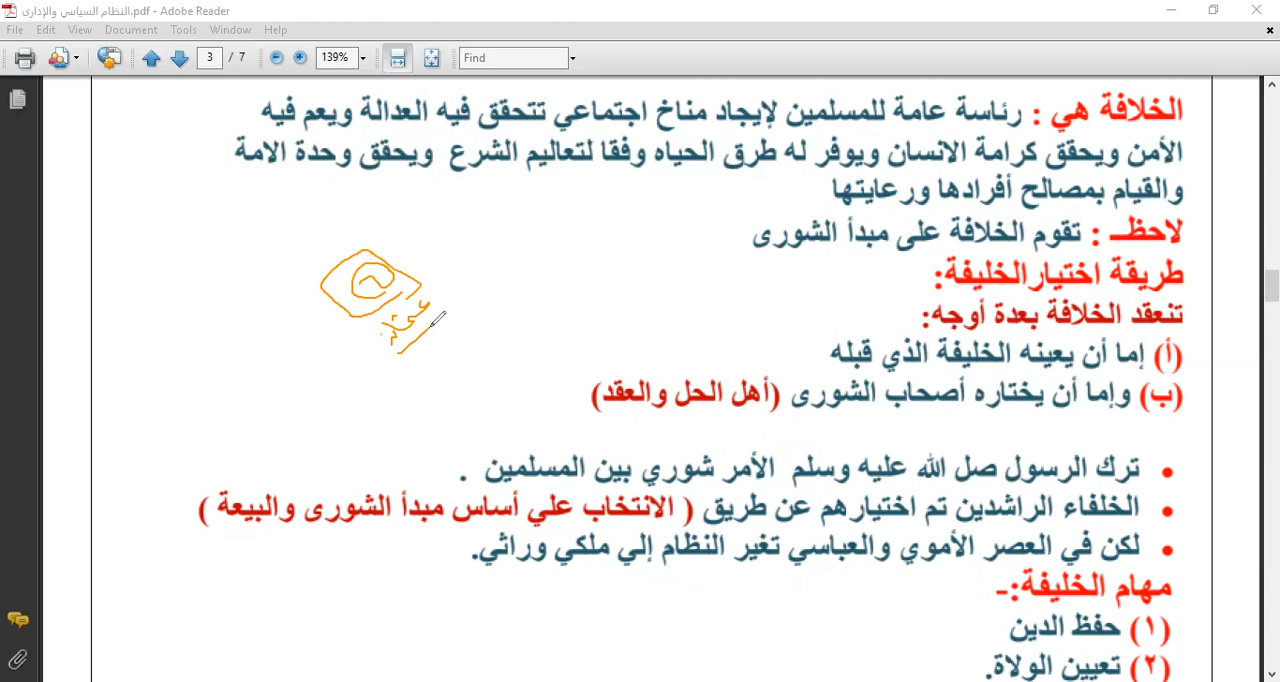 النظام السياسي والإدارى.pdf - Adobe Reader
File Edit View Document Tools Window Help
3 / 7 139% Find
الخلافة هي : رئاسة عامة للمسلمين لإيجاد مناخ اجتماعي تتحقق فيه العدالة ويعم فيه
الأمن ويحقق كرامة الانسان ويوفر له طرق الحياه وفقا لتعاليم الشرع ويحقق وحدة الامة
والقيام بمصالح أفرادها ورعايتها
لاحظـ : تقوم الخلافة على مبدأ الشورى
طريقة اختيار الخليفة:
تنعقد الخلافة بعدة أوجه:
(أ) إما أن يعينه الخليفة الذي قبله
(ب) وإما أن يختاره أصحاب الشورى (أهل الحل والعقد)
• ترك الرسول صل الله عليه وسلم الأمر شوري بين المسلمين .
• الخلفاء الراشدين تم اختيارهم عن طريق ( الانتخاب علي أساس مبدأ الشورى والبيعة )
• لكن في العصر الأموي والعباسي تغير النظام إلي ملكي وراثي.
مهام الخليفة:-
(١) حفظ الدين
(٢) تعيين الولاة.